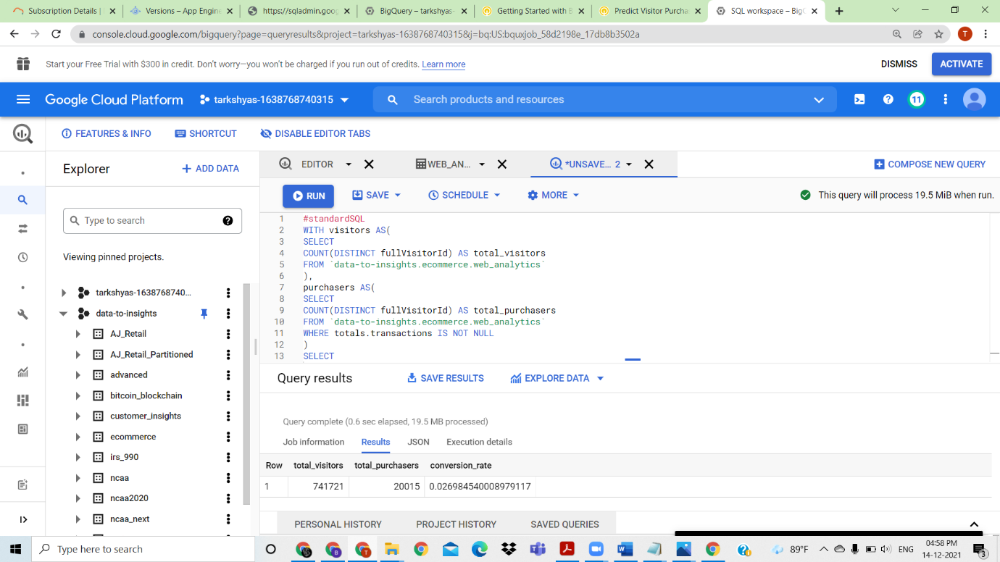 Subscription Details |
Versions – App Engine
https://sqladmin.goog
BigQuery – tarkshyas-
Getting Started with B
Predict Visitor Purcha
SQL workspace – BigQ
console.cloud.google.com/bigquery?page=queryresults&project=tarkshyas-1638768740315&j=bq:US:bquxjob_58d2198e_17db8b3502a
T
Start your Free Trial with $300 in credit. Don't worry—you won't be charged if you run out of credits. Learn more
DISMISS
ACTIVATE
Google Cloud Platform
tarkshyas-1638768740315
Search products and resources
11
FEATURES & INFO
SHORTCUT
DISABLE EDITOR TABS
Explorer
+ ADD DATA
Type to search
Viewing pinned projects.
tarkshyas-1638768740...
data-to-insights
AJ_Retail
AJ_Retail_Partitioned
advanced
bitcoin_blockchain
customer_insights
ecommerce
irs_990
ncaa
ncaa2020
ncaa_next
EDITOR
WEB_AN...
*UNSAVE... 2
COMPOSE NEW QUERY
RUN
SAVE
SCHEDULE
MORE
This query will process 19.5 MiB when run.
1 #standardSQL
2 WITH visitors AS(
3 SELECT
4 COUNT(DISTINCT fullVisitorId) AS total_visitors
5 FROM `data-to-insights.ecommerce.web_analytics`
6 ),
7 purchasers AS(
8 SELECT
9 COUNT(DISTINCT fullVisitorId) AS total_purchasers
10 FROM `data-to-insights.ecommerce.web_analytics`
11 WHERE totals.transactions IS NOT NULL
12 )
13 SELECT
Query results
SAVE RESULTS
EXPLORE DATA
Query complete (0.6 sec elapsed, 19.5 MB processed)
Job information Results JSON Execution details
Row total_visitors total_purchasers conversion_rate
1 741721 20015 0.026984540008979117
PERSONAL HISTORY PROJECT HISTORY SAVED QUERIES
Type here to search
89°F
ENG
04:58 PM
14-12-2021
3